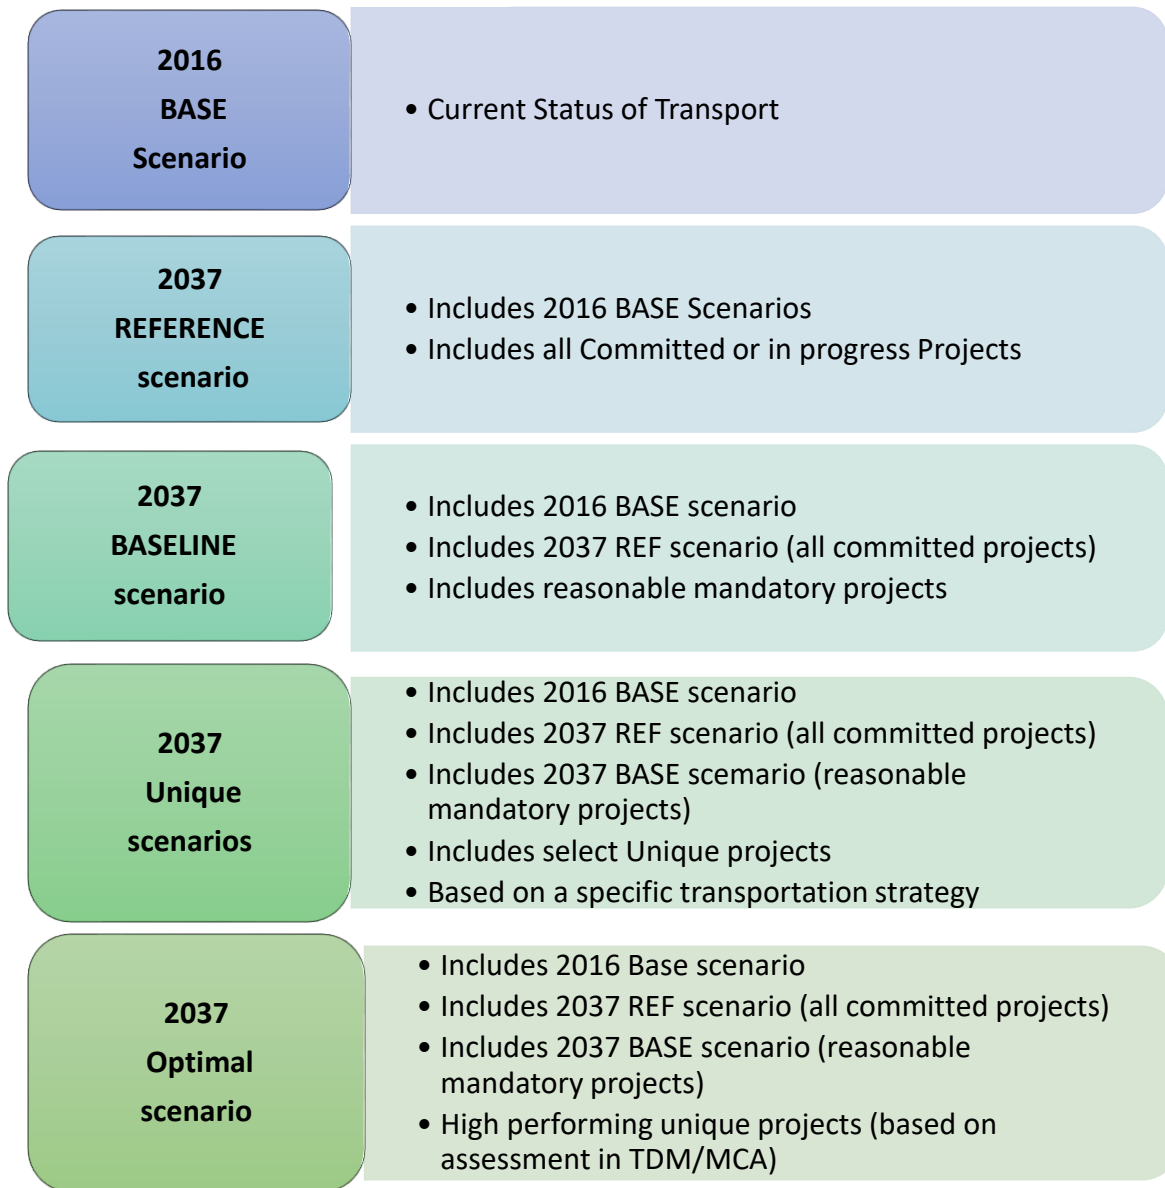 2016
BASE
Scenario
• Current Status of Transport
2037
REFERENCE
scenario
• Includes 2016 BASE Scenarios
• Includes all Committed or in progress Projects
2037
BASELINE
scenario
• Includes 2016 BASE scenario
• Includes 2037 REF scenario (all committed projects)
• Includes reasonable mandatory projects
2037
Unique
scenarios
• Includes 2016 BASE scenario
• Includes 2037 REF scenario (all committed projects)
• Includes 2037 BASE scemario (reasonable
mandatory projects)
• Includes select Unique projects
• Based on a specific transportation strategy
2037
Optimal
scenario
• Includes 2016 Base scenario
• Includes 2037 REF scenario (all committed projects)
• Includes 2037 BASE scenario (reasonable
mandatory projects)
• High performing unique projects (based on
assessment in TDM/MCA)